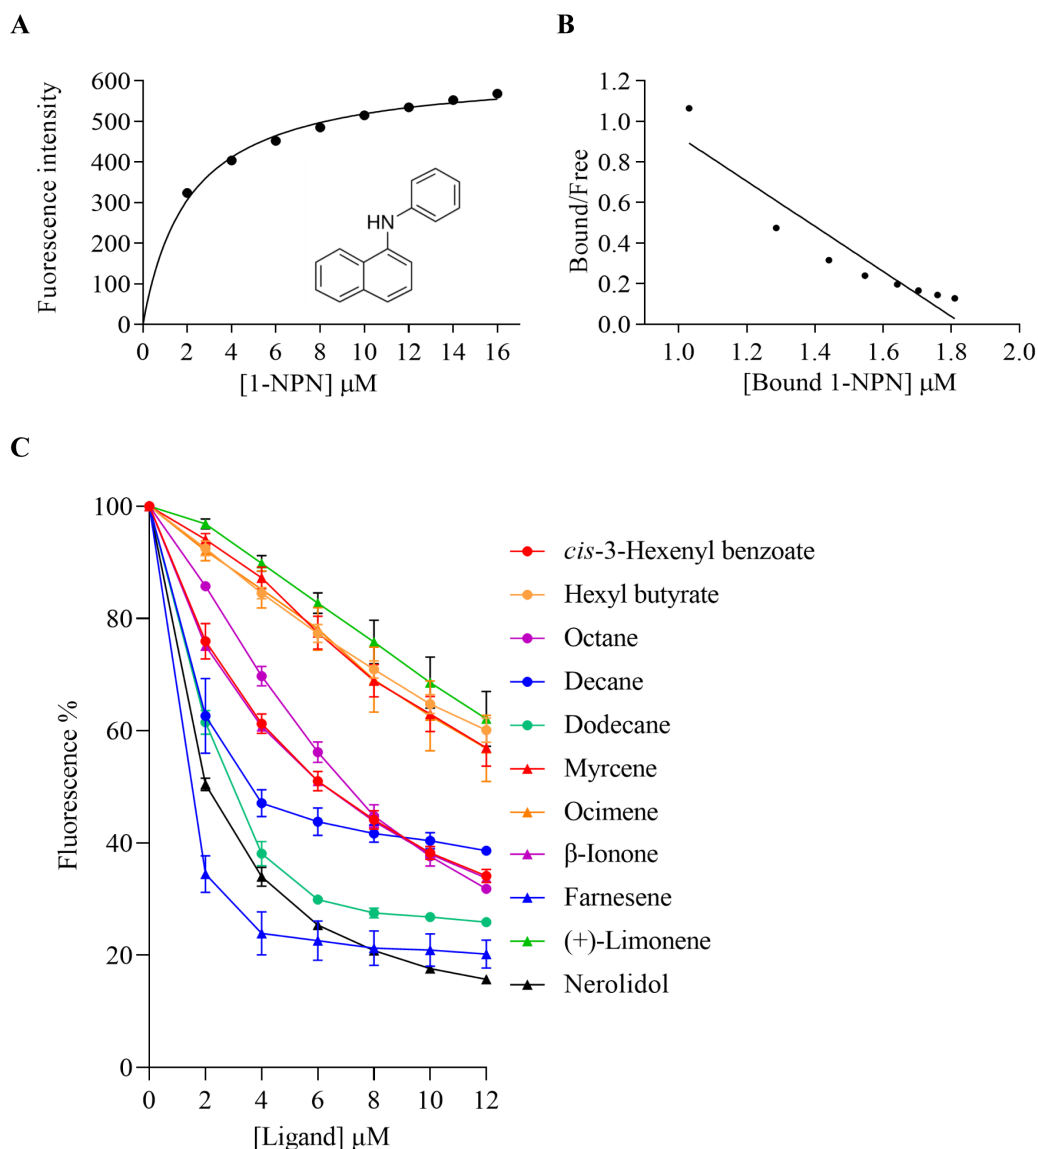 A
Fuorescence intensity
600
500
400
300
200
100
0
HN
0 2 4 6 8 10 12 14 16
[1-NPN] μM
B
Bound/Free
1.2
1.0
0.8
0.6
0.4
0.2
0.0
1.0 1.2 1.4 1.6 1.8 2.0
[Bound 1-NPN] μM
C
Fluorescence %
100
80
60
40
20
0
0 2 4 6 8 10 12
[Ligand] μM
cis-3-Hexenyl benzoate
Hexyl butyrate
Octane
Decane
Dodecane
Myrcene
Ocimene
β-Ionone
Farnesene
(+)-Limonene
Nerolidol